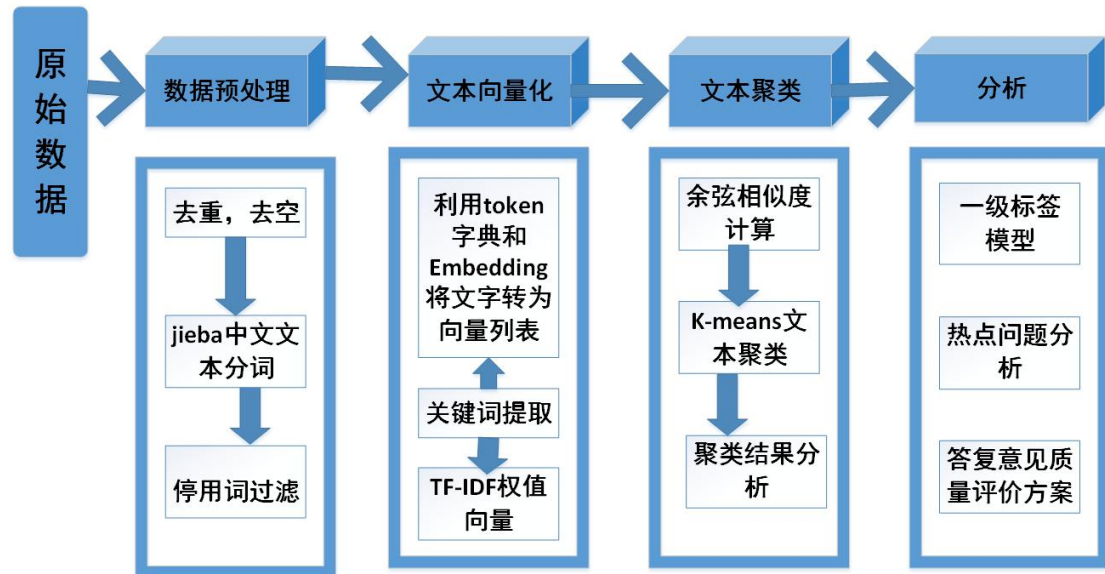 原
始
数
据
数据预处理
文本向量化
文本聚类
分析
去重，去空
jieba中文文
本分词
停用词过滤
利用token
字典和
Embedding
将文字转为
向量列表
关键词提取
TF-IDF权值
向量
余弦相似度
计算
K-means文
本聚类
聚类结果分
析
一级标签
模型
热点问题分
析
答复意见质
量评价方案